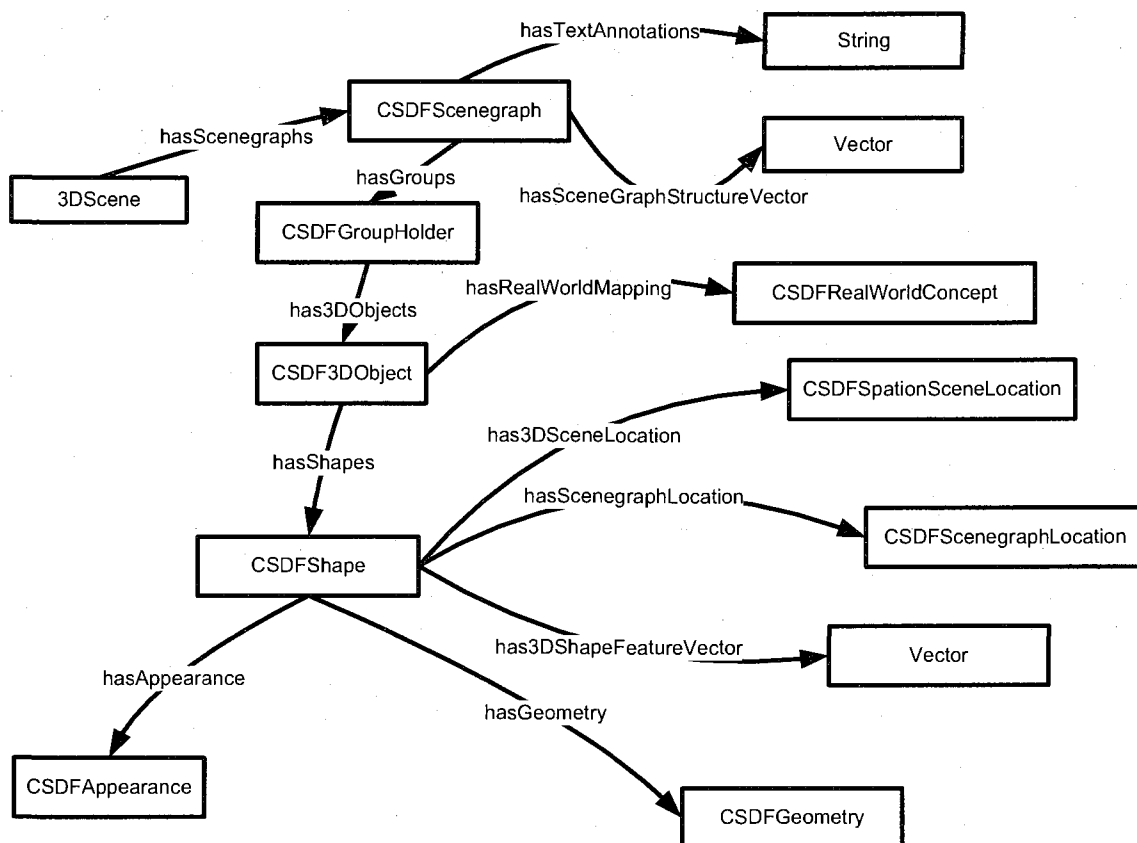 hasTextAnnotations
String
CSDFScenegraph
hasScenegraphs
Vector
hasGroups
3DScene
hasSceneGraphStructureVector
CSDFGroupHolder
hasRealWorldMapping
CSDFRealWorldConcept
has3DObjects
CSDF3DObject
CSDFSpationSceneLocation
has3DSceneLocation
hasShapes
hasScenegraphLocation
CSDFScenegraphLocation
CSDFShape
has3DShapeFeatureVector
Vector
hasAppearance
hasGeometry
CSDFAppearance
CSDFGeometry